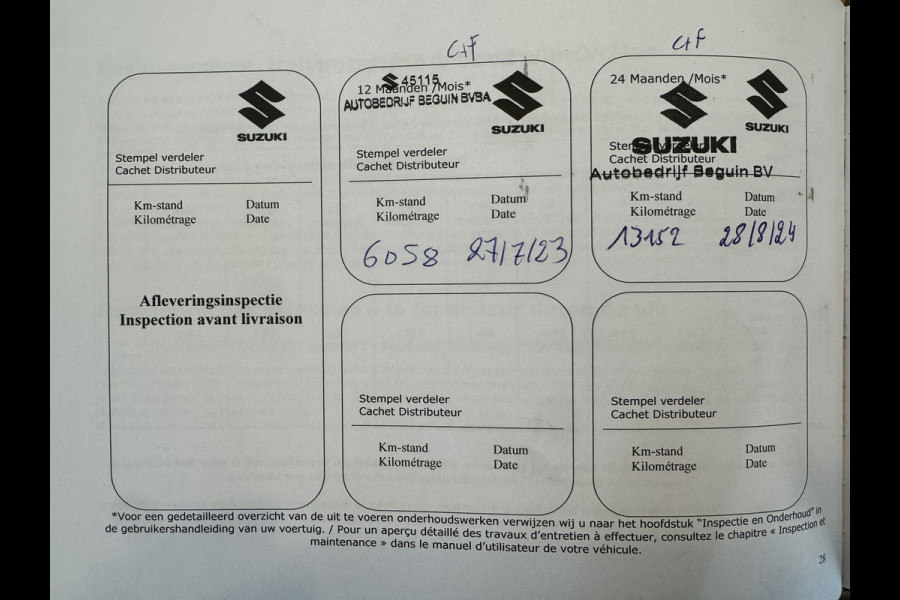 SUZUKI
Stempel verdeler
Cachet Distributeur
Km-stand Datum
Kilométrage Date
Afleveringsinspectie
Inspection avant livraison
C+F
45115
12 Maanden /Mois*
AUTOBEDRIJF BEGUIN BVBA
SUZUKI
Stempel verdeler
Cachet Distributeur
Km-stand Datum
Kilométrage Date
6058 27/7/23
C+F
24 Maanden /Mois*
SUZUKI
SUZUKI
Stempel verdeler
Cachet Distributeur
Autobedrijf Beguin BV
Km-stand Datum
Kilométrage Date
13152 28/8/24
Stempel verdeler
Cachet Distributeur
Km-stand Datum
Kilométrage Date
Stempel verdeler
Cachet Distributeur
Km-stand Datum
Kilométrage Date
*Voor een gedetailleerd overzicht van de uit te voeren onderhoudswerken verwijzen wij u naar het hoofdstuk "Inspectie en Onderhoud" in
de gebruikershandleiding van uw voertuig. / Pour un aperçu détaillé des travaux d'entretien à effectuer, consultez le chapitre « Inspection et
maintenance » dans le manuel d'utilisateur de votre véhicule.
28